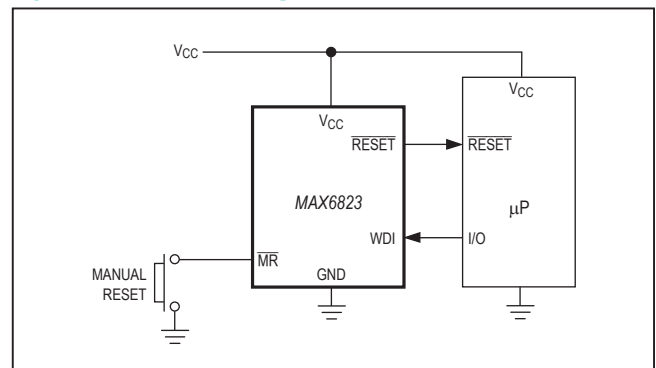 VCC
VCC
VCC
RESET
RESET
MAX6823
µP
WDI
I/O
MR
MANUAL
RESET
GND